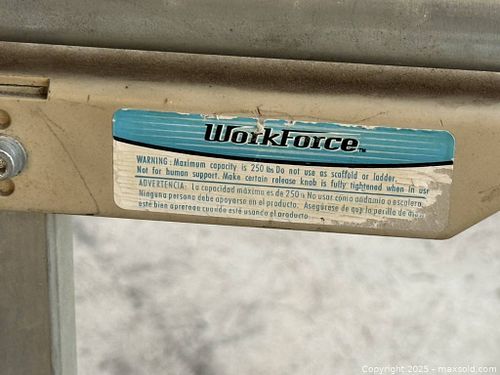 WORKFORCE™
WARNING: Maximum capacity is 250 lbs Do not use as scaffold or ladder.
Not for human support. Make certain release knob is fully tightened when in use
ADVERTENCIA: La capacidad máxima es de 250 lb No usar como andamio o escalera.
Ninguna persona debe apoyarse en el producto. Asegúrese de que la perilla de
esté bien apretada cuando esté usando el producto.
Copyright © 2025 - maxsold.com